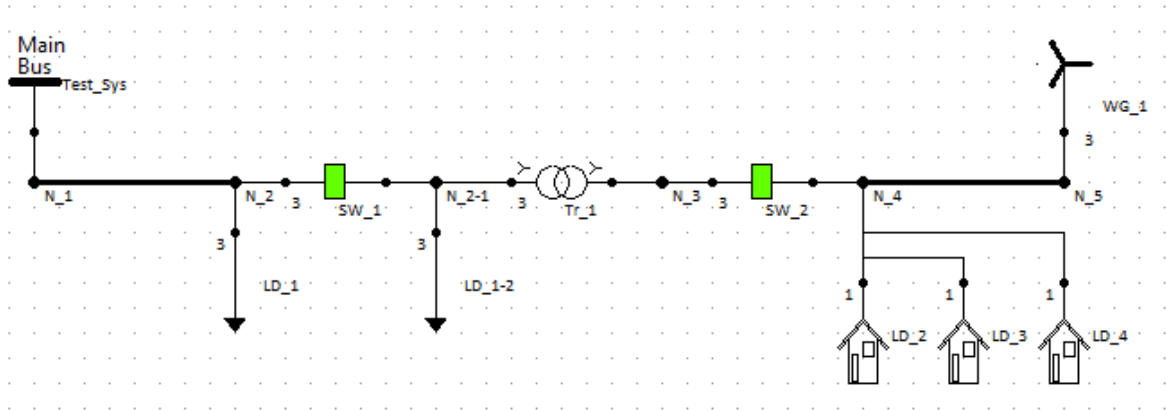 Main
Bus
Test_Sys
WG_1
3
N_1
N_2
3
SW_1
N_2-1
3
Tr_1
N_3
3
SW_2
N_4
N_5
3
3
LD_1
LD_1-2
1
1
1
LD_2
LD_3
LD_4